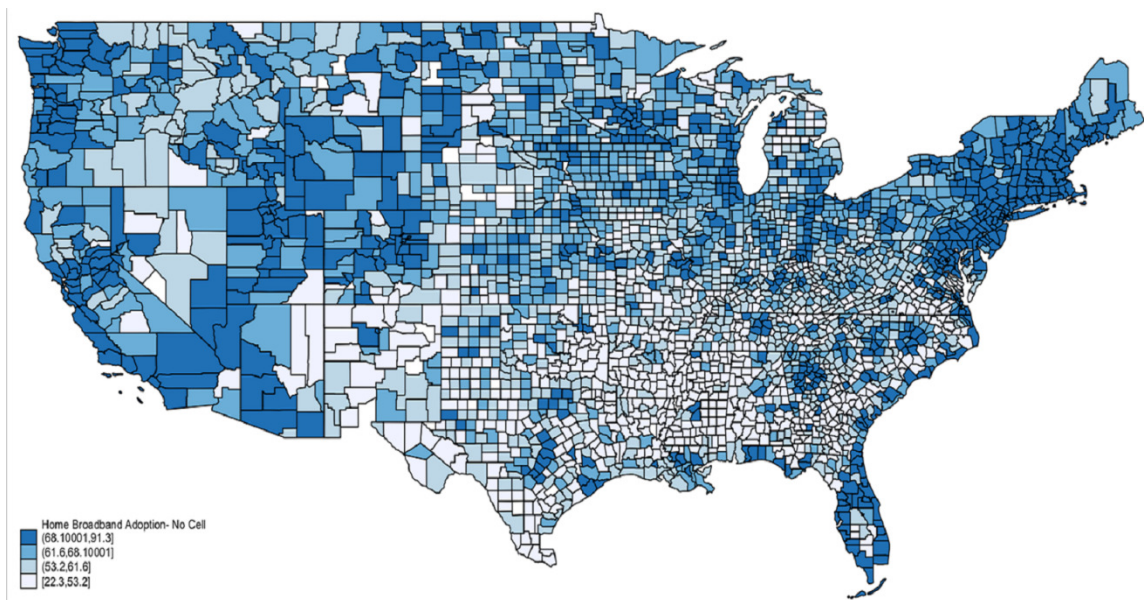 Home Broadband Adoption- No Cell
(68.10001,91.3]
(61.6,68.10001]
(53.2,61.6]
[22.3,53.2]